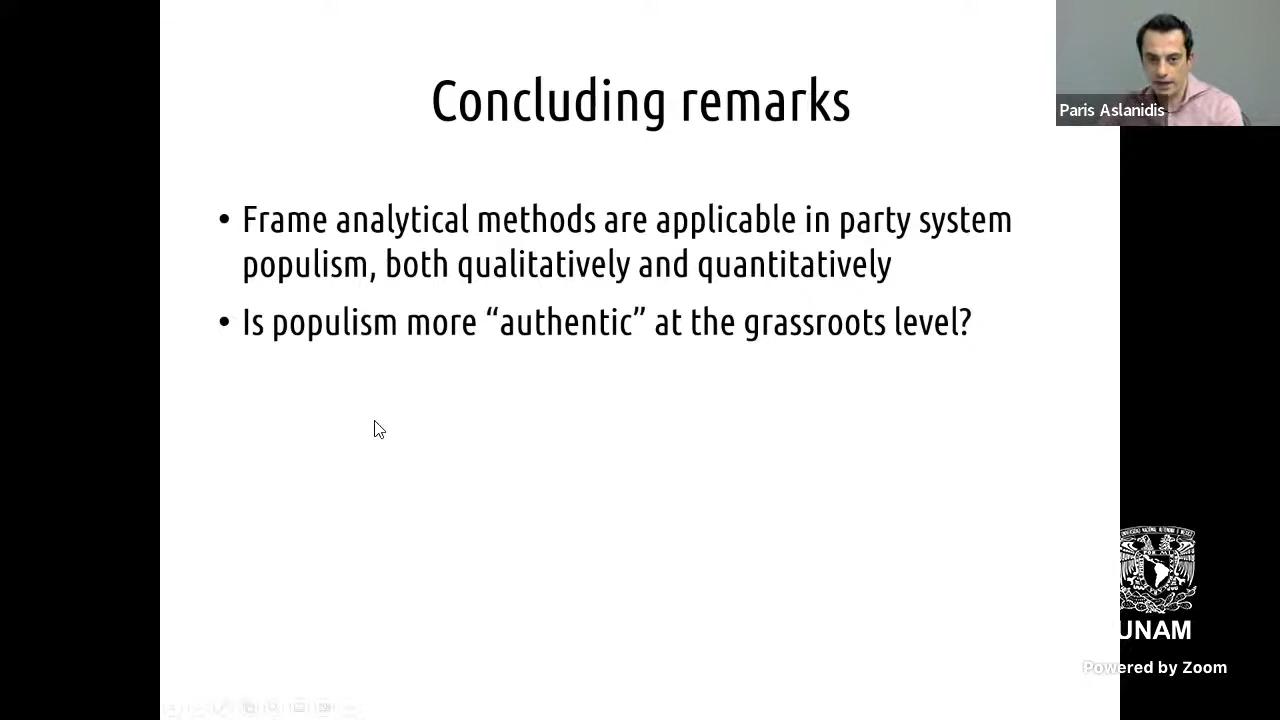 Concluding remarks
Paris Aslanidis
• Frame analytical methods are applicable in party system
populism, both qualitatively and quantitatively
• Is populism more “authentic” at the grassroots level?
UNAM
Powered by Zoom